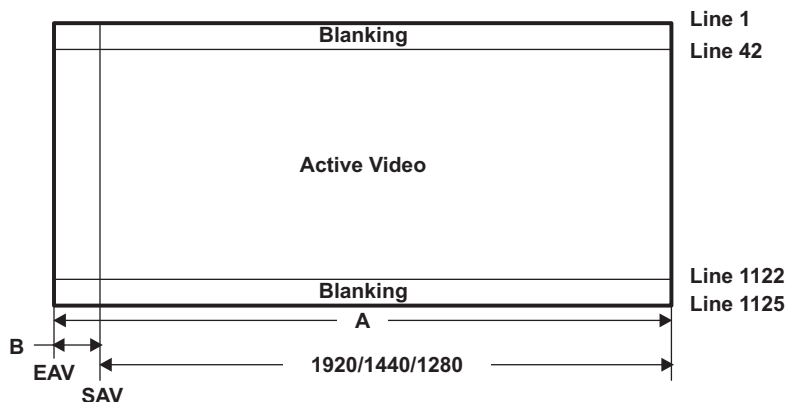 Line 1
Blanking
Line 42
Active Video
Line 1122
Blanking
Line 1125
A
B
1920/1440/1280
EAV
SAV